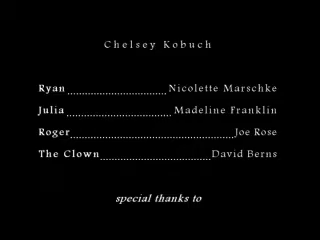 Chelsey Kobuch
Ryan..............................Nicolette Marschke
Julia................................Madeline Franklin
Roger.................................................Joe Rose
The Clown.................................David Berns
special thanks to